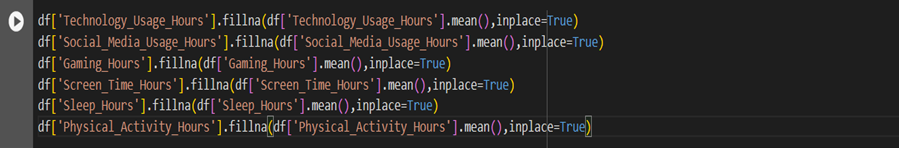 df['Technology_Usage_Hours'].fillna(df['Technology_Usage_Hours'].mean(),inplace=True)
df['Social_Media_Usage_Hours'].fillna(df['Social_Media_Usage_Hours'].mean(),inplace=True)
df['Gaming_Hours'].fillna(df['Gaming_Hours'].mean(),inplace=True)
df['Screen_Time_Hours'].fillna(df['Screen_Time_Hours'].mean(),inplace=True)
df['Sleep_Hours'].fillna(df['Sleep_Hours'].mean(),inplace=True)
df['Physical_Activity_Hours'].fillna(df['Physical_Activity_Hours'].mean(),inplace=True)